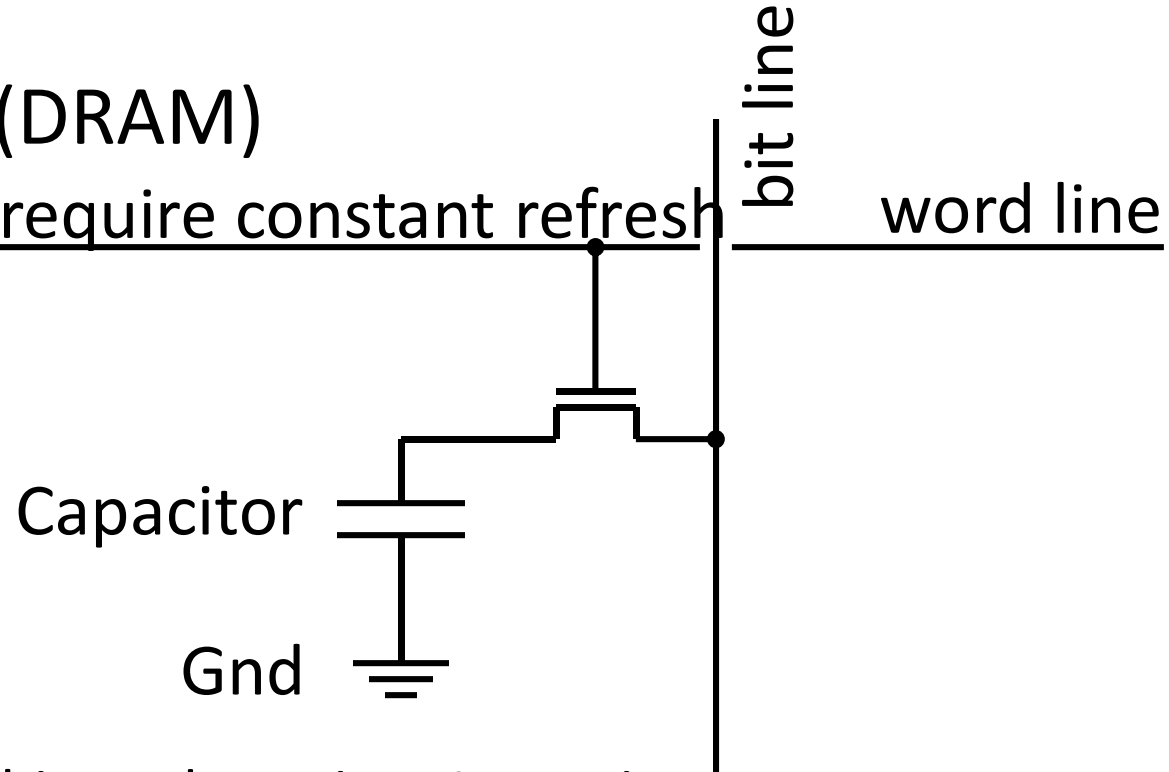 (DRAM)
bit line
require constant refresh
word line
Capacitor
Gnd